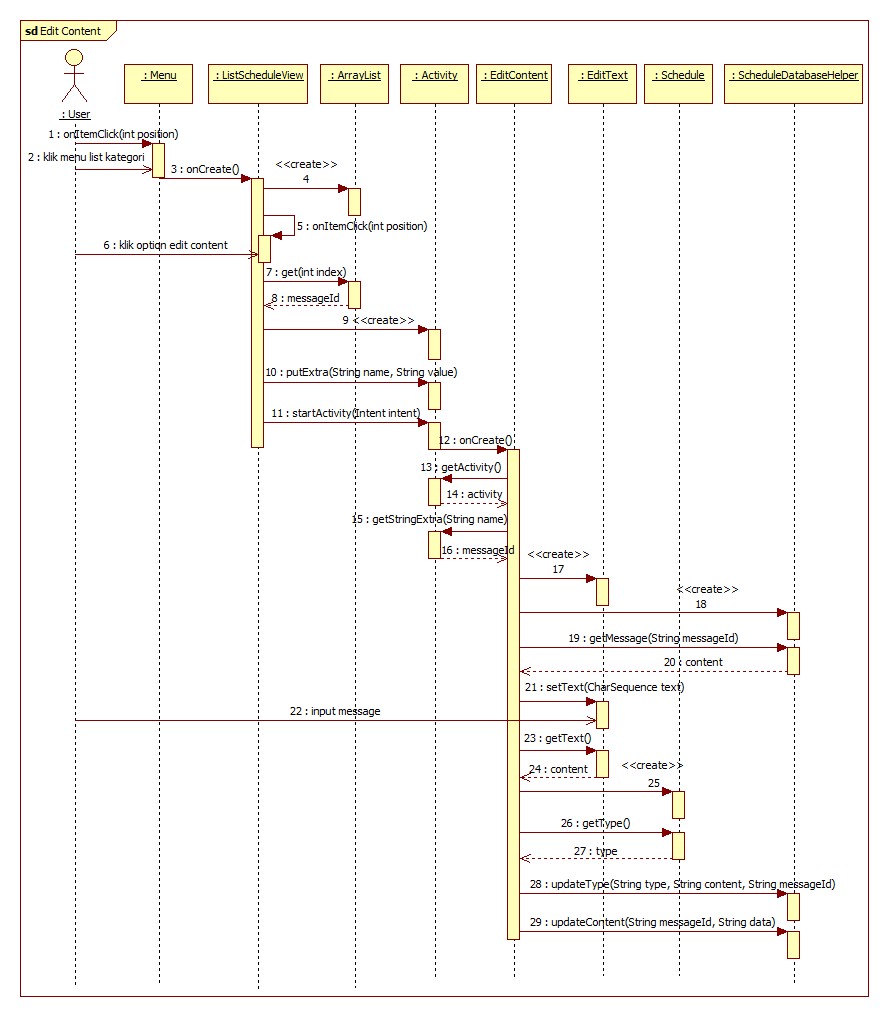 sd Edit Content
: User
: Menu
: ListScheduleView
: ArrayList
: Activity
: EditContent
: EditText
: Schedule
: ScheduleDatabaseHelper
1 : onItemClick(int position)
2 : klik menu list kategori
3 : onCreate()
<<create>>
4
5 : onItemClick(int position)
6 : klik option edit content
7 : get(int index)
8 : messageId
9 <<create>>
10 : putExtra(String name, String value)
11 : startActivity(Intent intent)
12 : onCreate()
13 : getActivity()
14 : activity
15 : getStringExtra(String name)
16 : messageId
<<create>>
17
<<create>>
18
19 : getMessage(String messageId)
20 : content
21 : setText(CharSequence text)
22 : input message
23 : getText()
24 : content
<<create>>
25
26 : getType()
27 : type
28 : updateType(String type, String content, String messageId)
29 : updateContent(String messageId, String data)